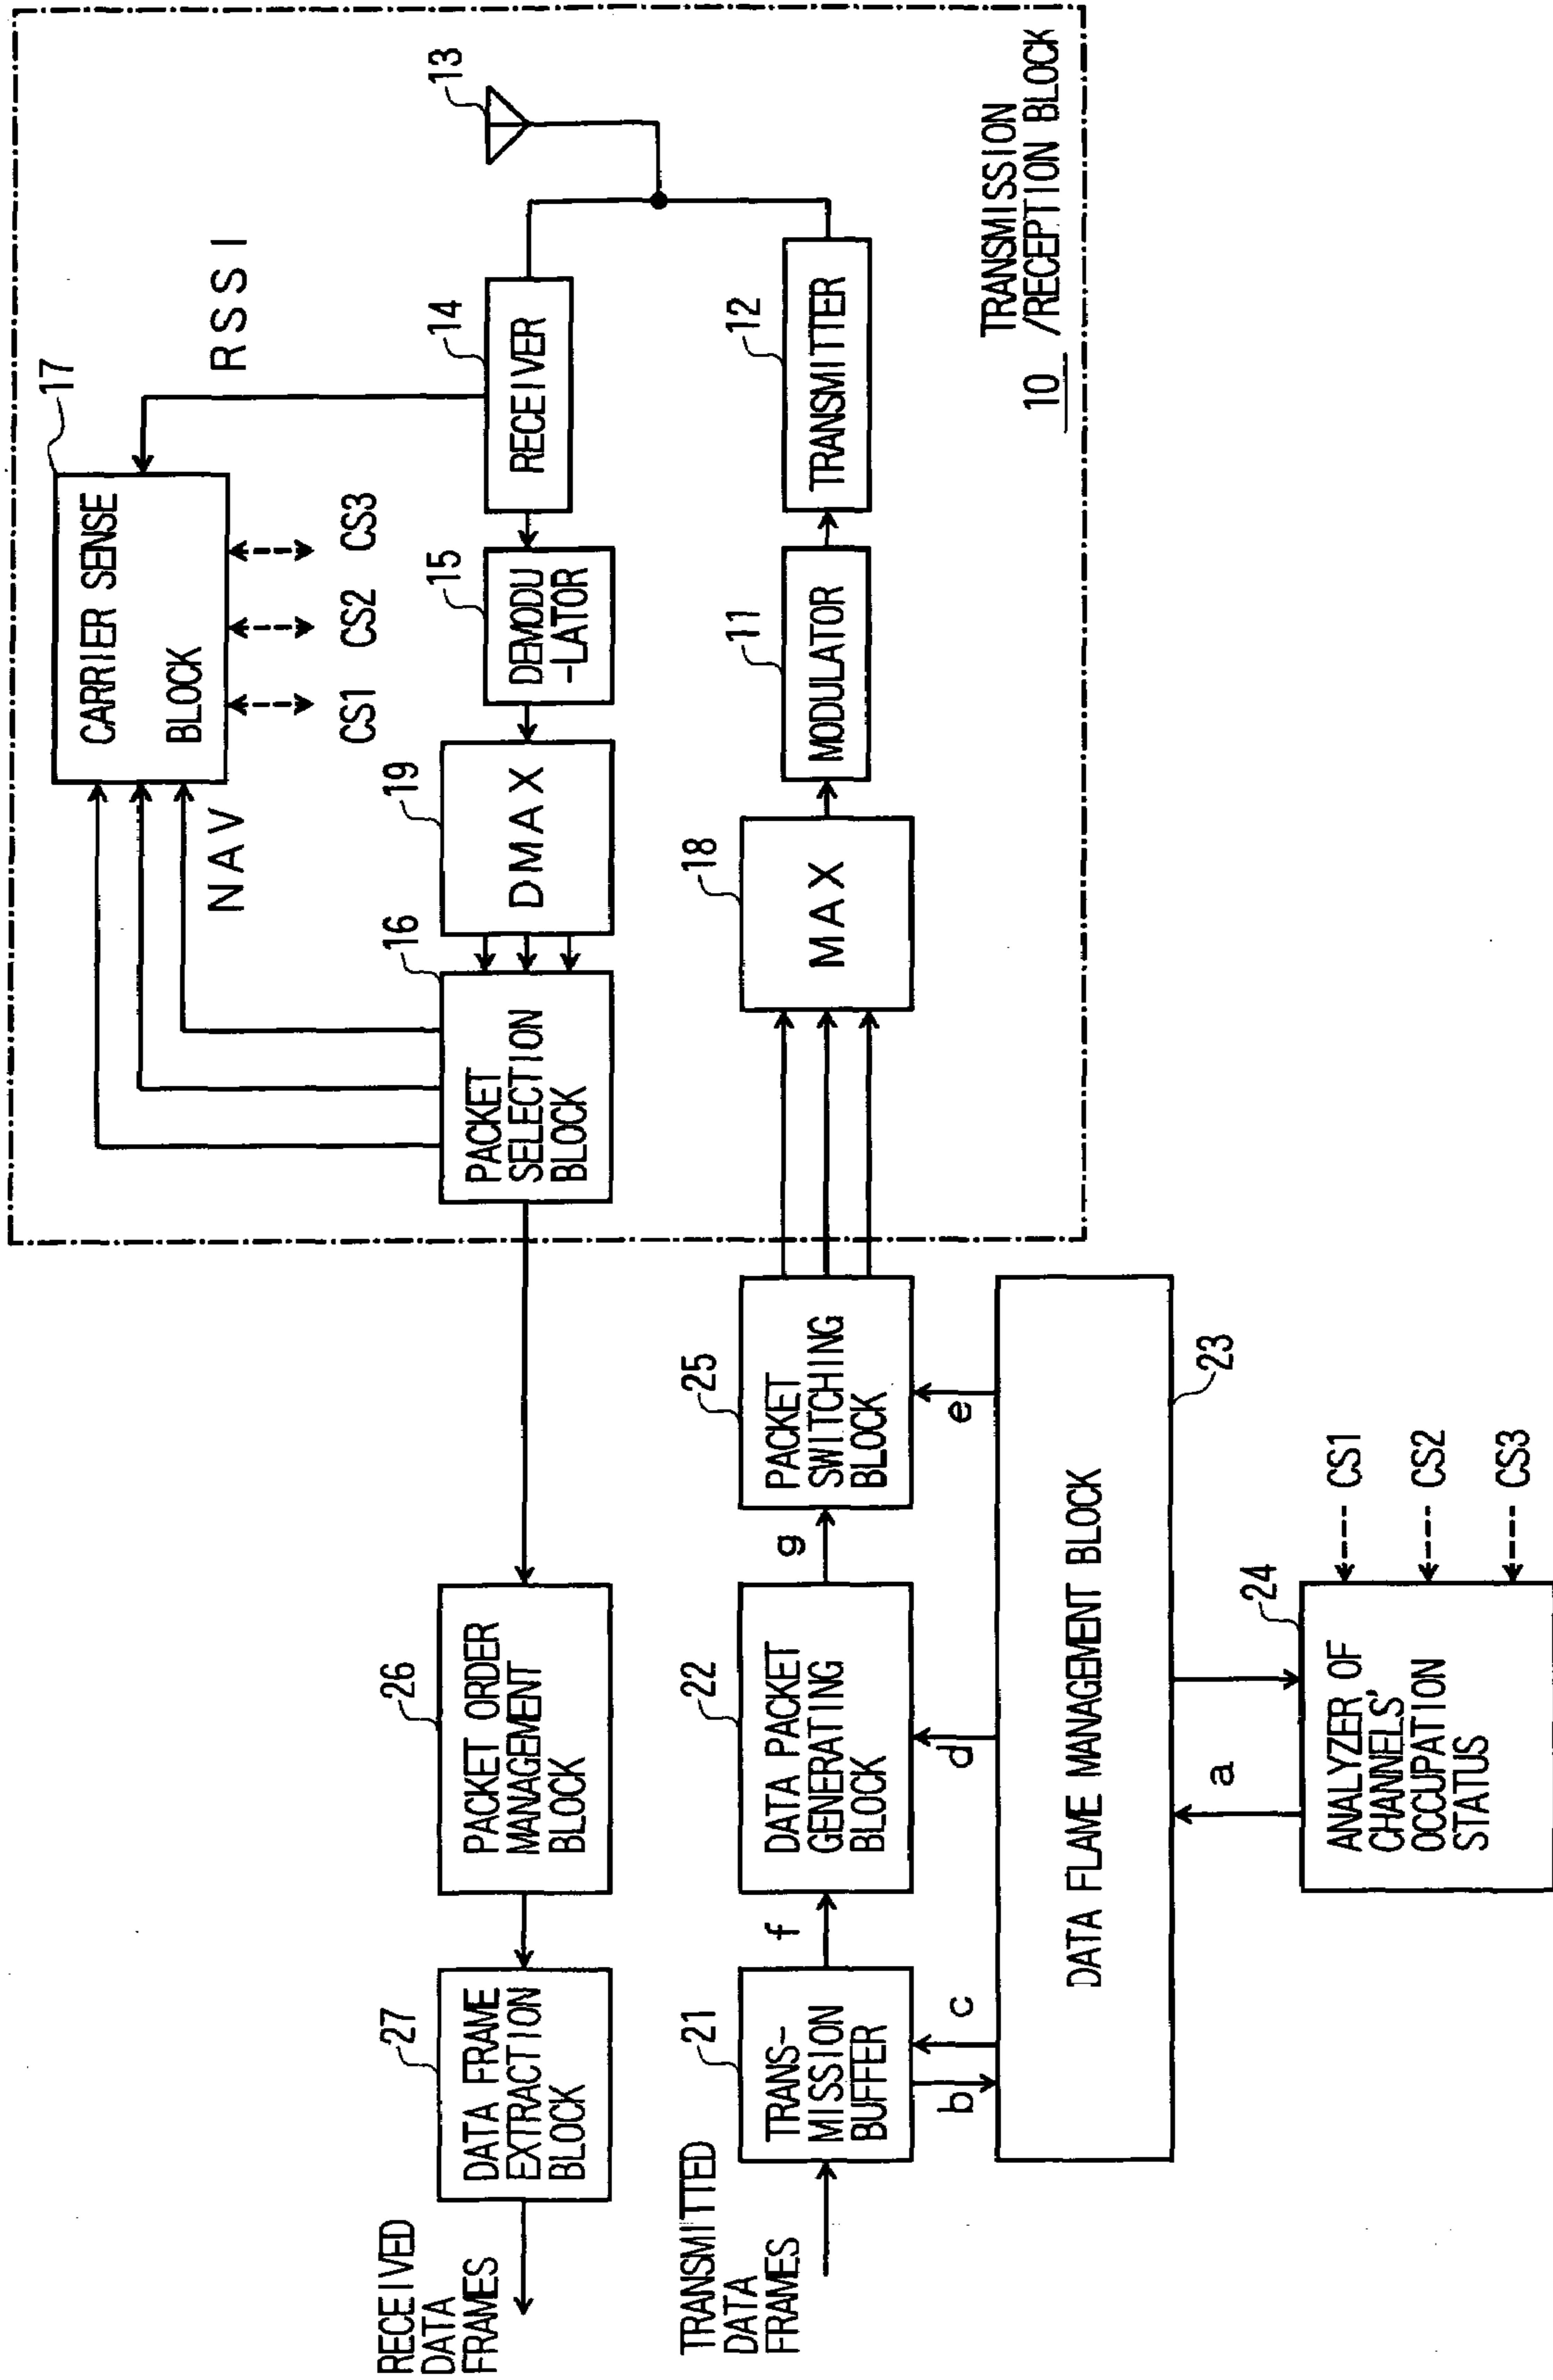 RECEIVED
DATA
FRAMES
27
DATA FRAME
EXTRACTION
BLOCK
26
PACKET ORDER
MANAGEMENT
BLOCK
16
PACKET
SELECTION
BLOCK
NAV
19
DMAX
15
DEMODU
-LATOR
14
RECEIVER
RSSI
17
CARRIER SENSE
BLOCK
CS1
CS2
CS3
13
TRANSMITTED
DATA
FRAMES
21
TRANS-
MISSION
BUFFER
f
22
DATA PACKET
GENERATING
BLOCK
g
25
PACKET
SWITCHING
BLOCK
18
MAX
11
MODULATOR
12
TRANSMITTER
b
c
d
e
DATA FLAME MANAGEMENT BLOCK
23
10
TRANSMISSION
/RECEPTION BLOCK
a
24
ANALYZER OF
CHANNELS'
OCCUPATION
STATUS
CS1
CS2
CS3